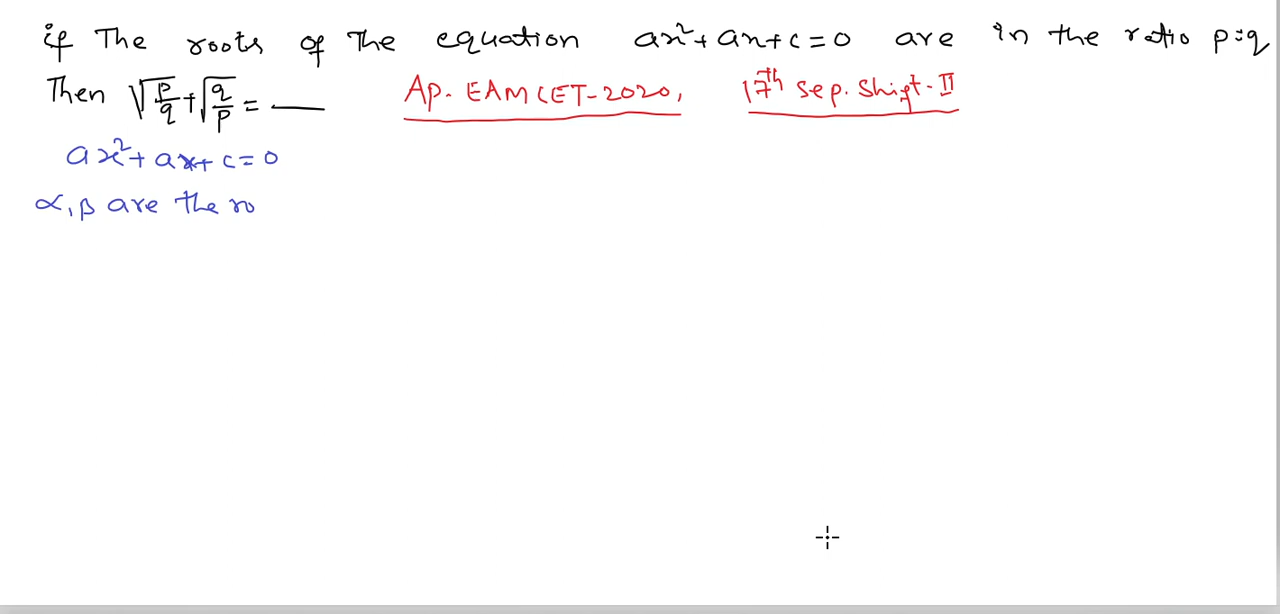 if The roots of The equation ax²+ax+c=0 are in the ratio p:q
Then √(p/q)+√(q/p) = ____ Ap. EAMCET-2020, 17th Sep. Shift-II
ax²+ax+c=0
α,β are the ro